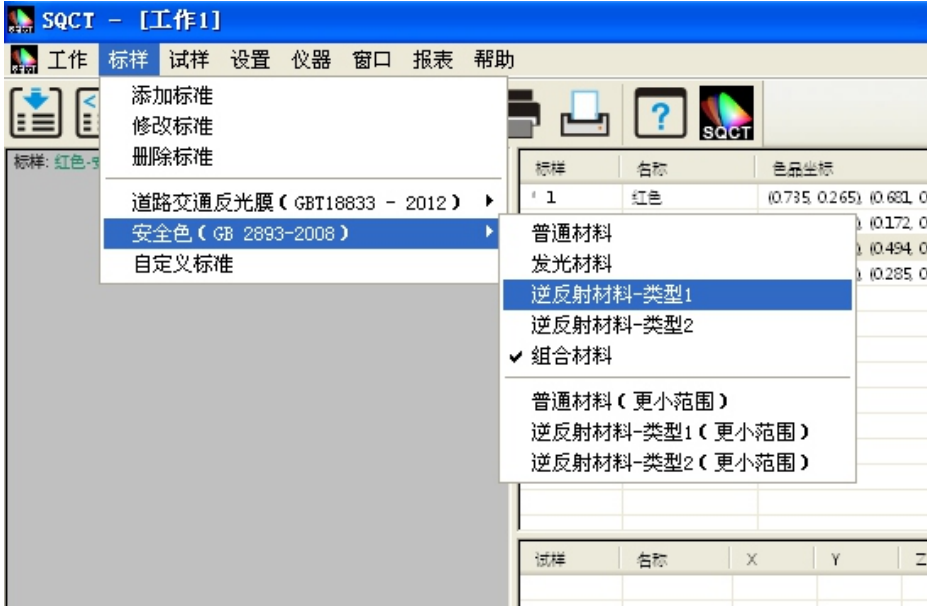 SQCT - [工作1]
工作 标样 试样 设置 仪器 窗口 报表 帮助
添加标准
修改标准
删除标准
道路交通反光膜(GBT18833 - 2012)
安全色(GB 2893-2008)
自定义标准
SQCT
标样: 红色-
标样 名称 色品坐标
1 红色 (0.735, 0.265), (0.681, 0
(0.172, 0
(0.494, 0
(0.285, 0
普通材料
发光材料
逆反射材料-类型1
逆反射材料-类型2
组合材料
普通材料(更小范围)
逆反射材料-类型1(更小范围)
逆反射材料-类型2(更小范围)
试样 名称 X Y Z